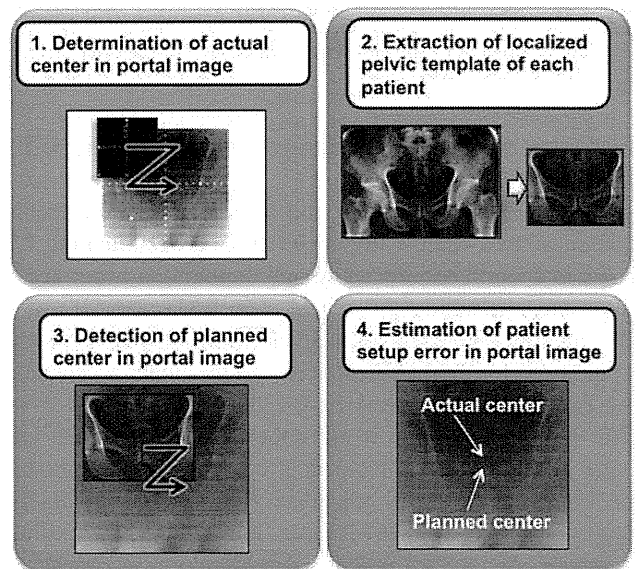 1. Determination of actual
center in portal image
2. Extraction of localized
pelvic template of each
patient
3. Detection of planned
center in portal image
4. Estimation of patient
setup error in portal image
Actual center
Planned center